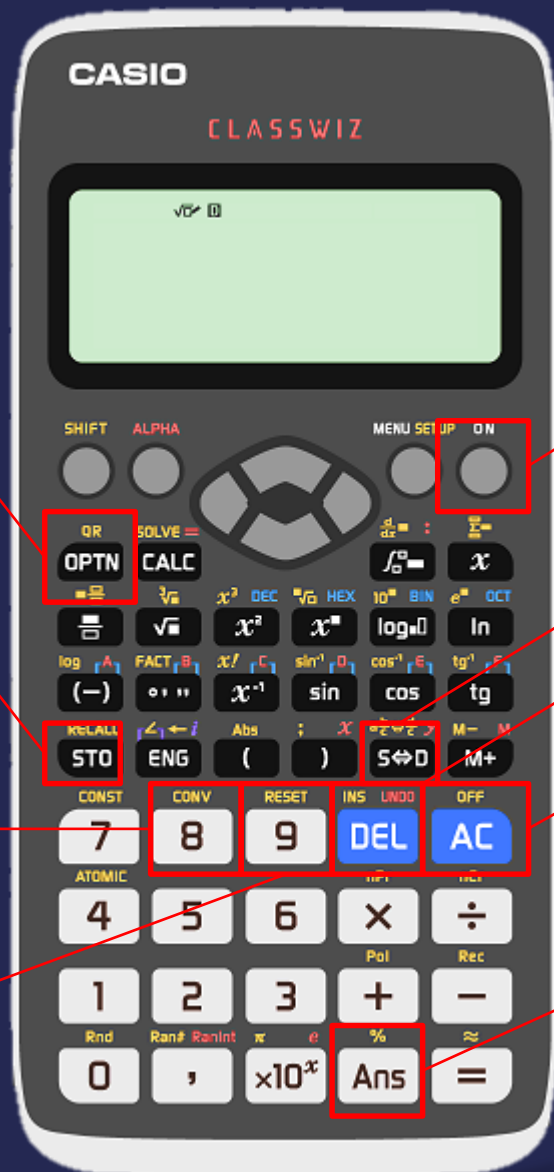 CASIO
CLASSWIZ
SHIFT ALPHA MENU SETUP ON
QR SOLVE =
OPTN CALC x
x³ DEC HEX 10 BIN e OCT
x² x log ln
log A FACT B x! C sin⁻¹ D cos⁻¹ E tg⁻¹ F
(−) ° ' " x⁻¹ sin cos tg
RECALL ∠ ← i Abs ; x y M− M
STO ENG ( ) S⇔D M+
CONST CONV RESET INS UNDO OFF
7 8 9 DEL AC
ATOMIC
4 5 6 × ÷
Pol Rec
1 2 3 + −
Rnd Ran# RanInt π e % ≈
0 , ×10ˣ Ans =